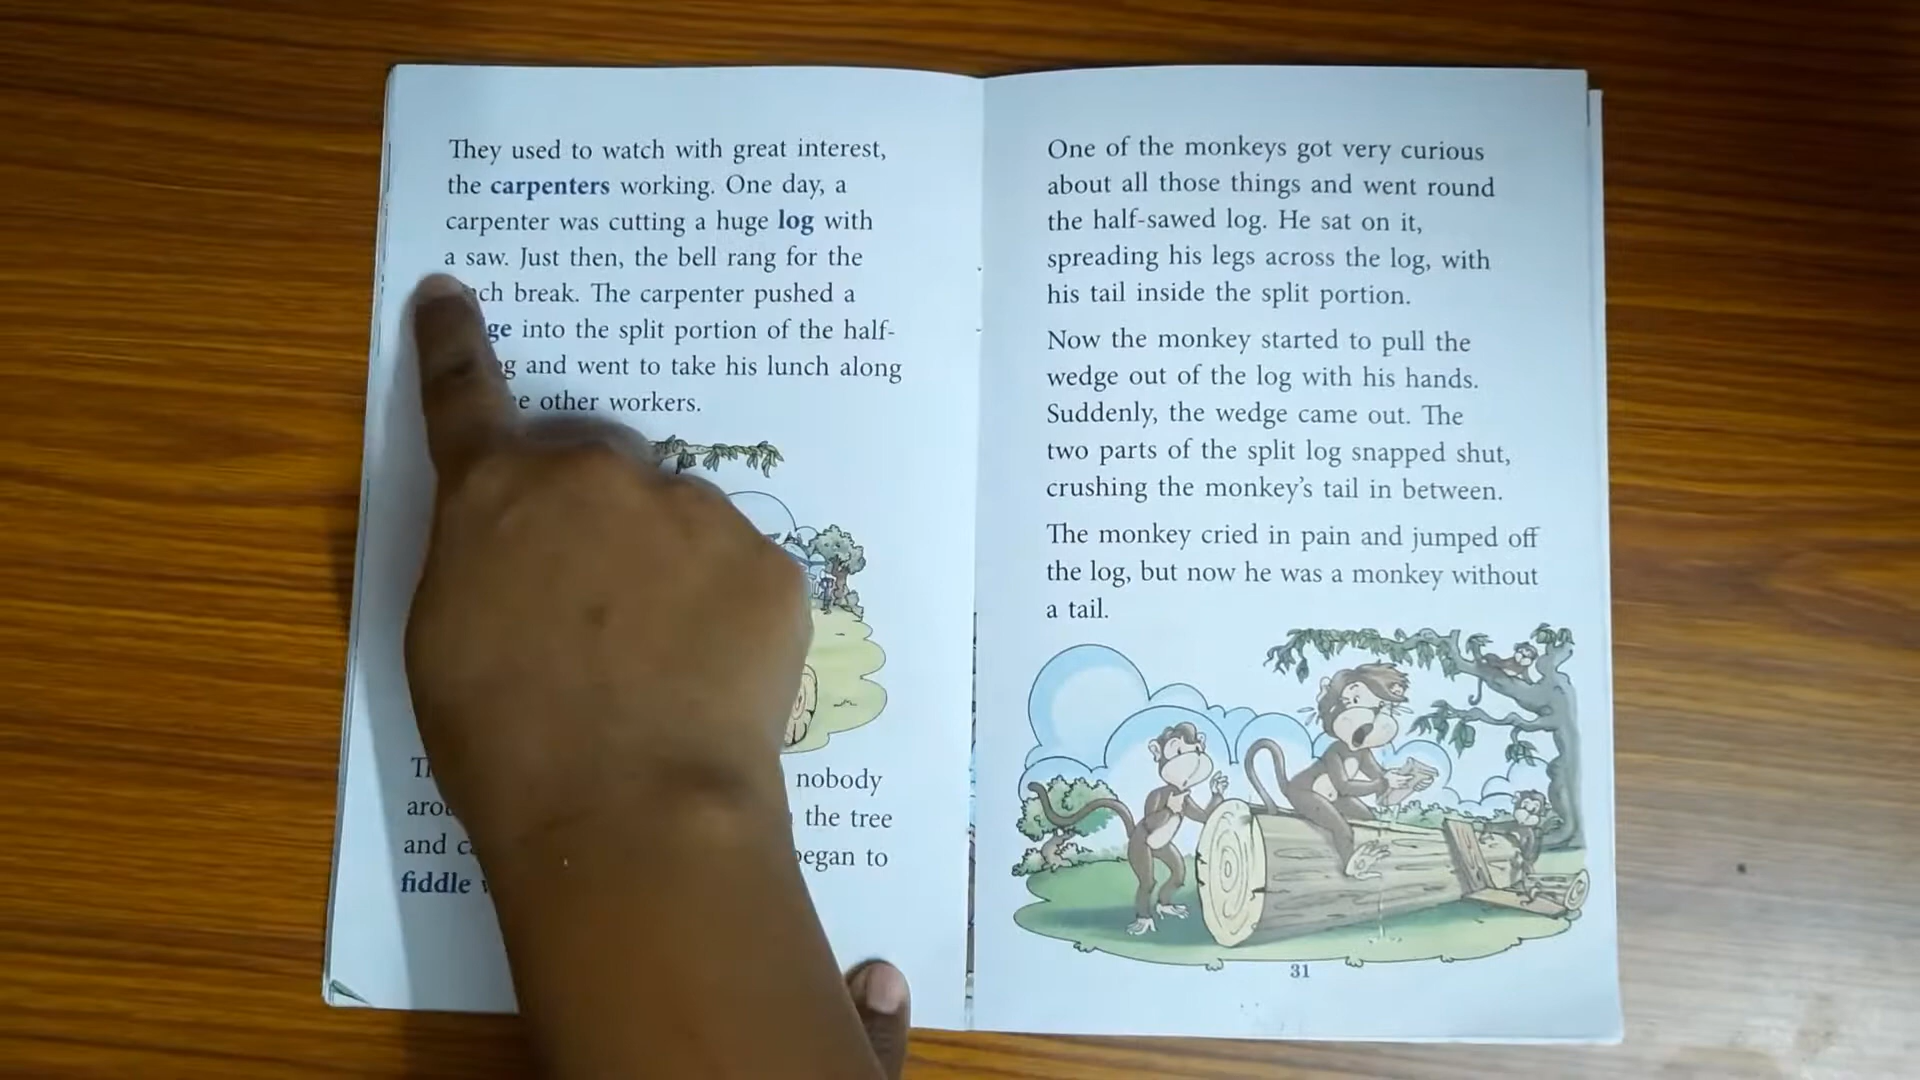 They used to watch with great interest,
the carpenters working. One day, a
carpenter was cutting a huge log with
a saw. Just then, the bell rang for the
break. The carpenter pushed a
into the split portion of the half-
and went to take his lunch along
other workers.
nobody
the tree
and began to
fiddle
One of the monkeys got very curious
about all those things and went round
the half-sawed log. He sat on it,
spreading his legs across the log, with
his tail inside the split portion.
Now the monkey started to pull the
wedge out of the log with his hands.
Suddenly, the wedge came out. The
two parts of the split log snapped shut,
crushing the monkey's tail in between.
The monkey cried in pain and jumped off
the log, but now he was a monkey without
a tail.
31